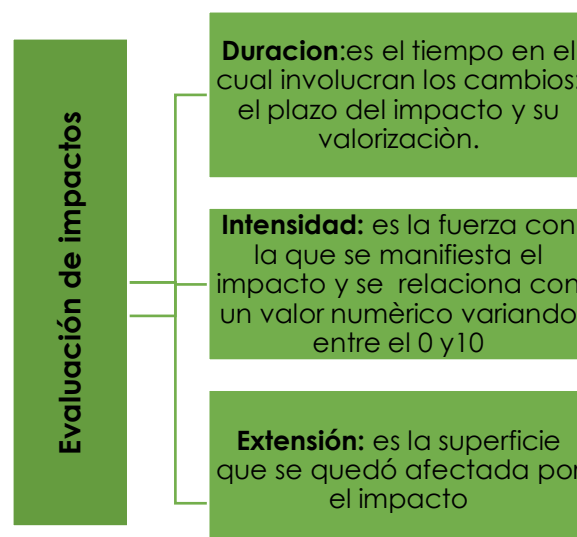 Evaluación de impactos
Duracion:es el tiempo en el
cual involucran los cambios:
el plazo del impacto y su
valorizaciòn.
Intensidad: es la fuerza con
la que se manifiesta el
impacto y se relaciona con
un valor numèrico variando
entre el 0 y10
Extensión: es la superficie
que se quedó afectada por
el impacto